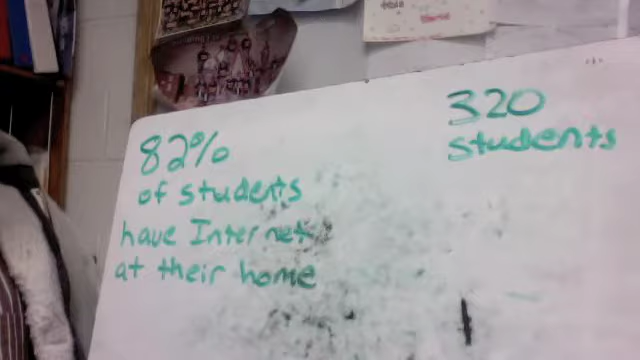 82%
of students
have Internet
at their home
320
students